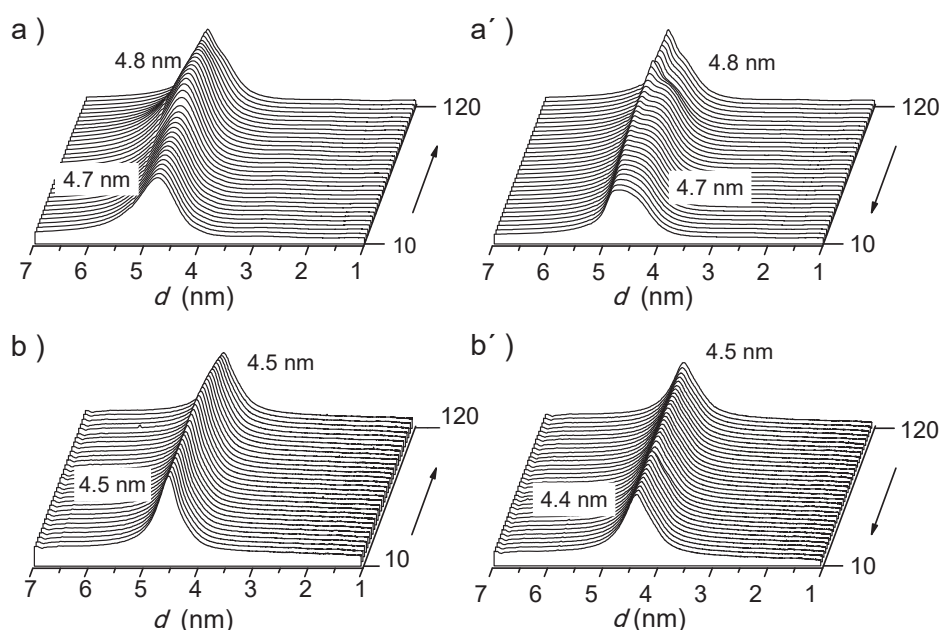 a )
4.8 nm
4.7 nm
120
10
7 6 5 4 3 2 1
d (nm)
a´)
4.8 nm
4.7 nm
120
10
7 6 5 4 3 2 1
d (nm)
b )
4.5 nm
4.5 nm
120
10
7 6 5 4 3 2 1
d (nm)
b´)
4.5 nm
4.4 nm
120
10
7 6 5 4 3 2 1
d (nm)